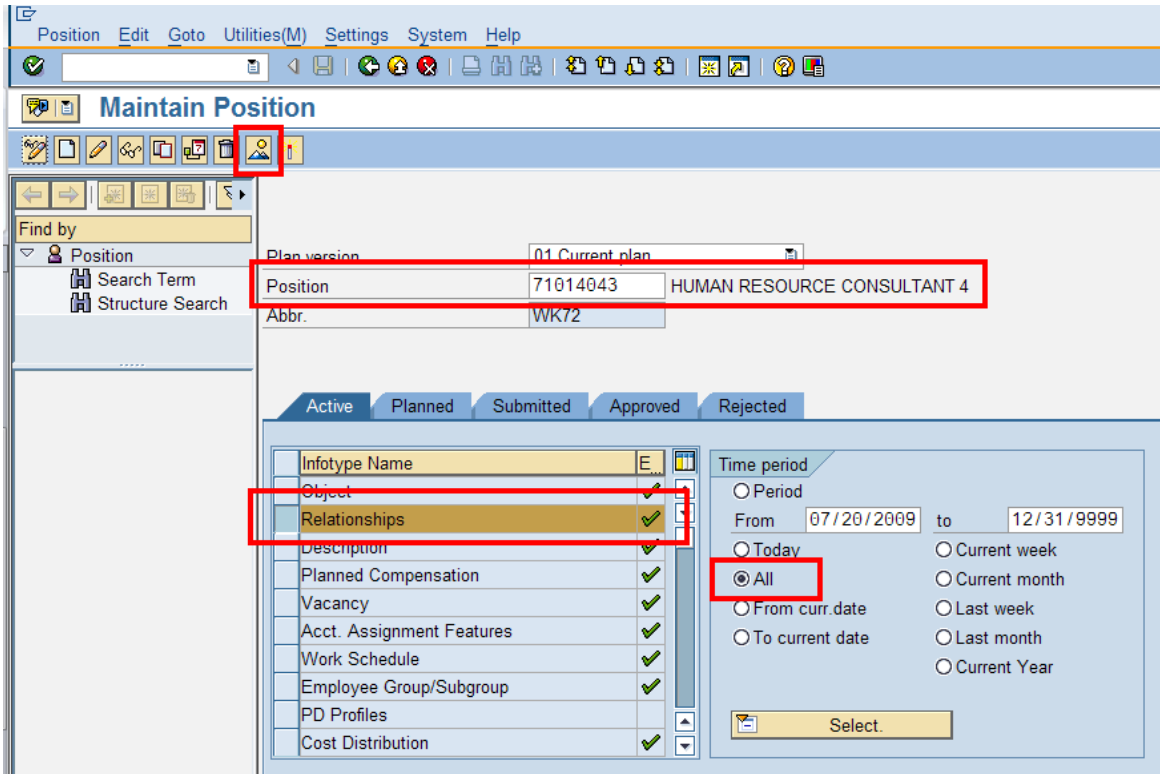 Position Edit Goto Utilities(M) Settings System Help
Maintain Position
Find by
Position
Search Term
Structure Search
Plan version 01 Current plan
Position 71014043 HUMAN RESOURCE CONSULTANT 4
Abbr. WK72
Active Planned Submitted Approved Rejected
Infotype Name E...
Object
Relationships
Description
Planned Compensation
Vacancy
Acct. Assignment Features
Work Schedule
Employee Group/Subgroup
PD Profiles
Cost Distribution
Time period
Period
From 07/20/2009 to 12/31/9999
Today Current week
All Current month
From curr.date Last week
To current date Last month
Current Year
Select.